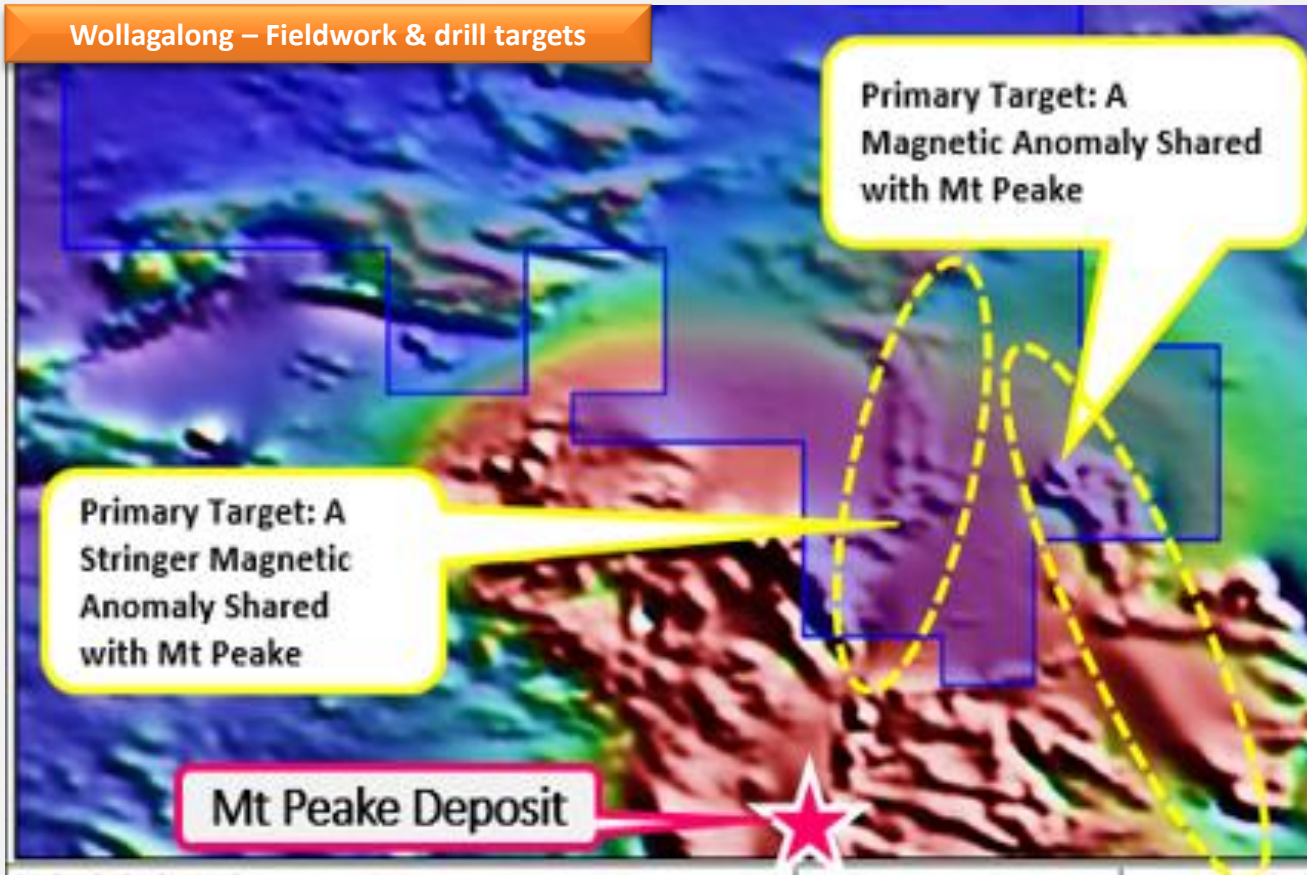 Wollagalong – Fieldwork & drill targets
Primary Target: A
Magnetic Anomaly Shared
with Mt Peake
Primary Target: A
Stringer Magnetic
Anomaly Shared
with Mt Peake
Mt Peake Deposit